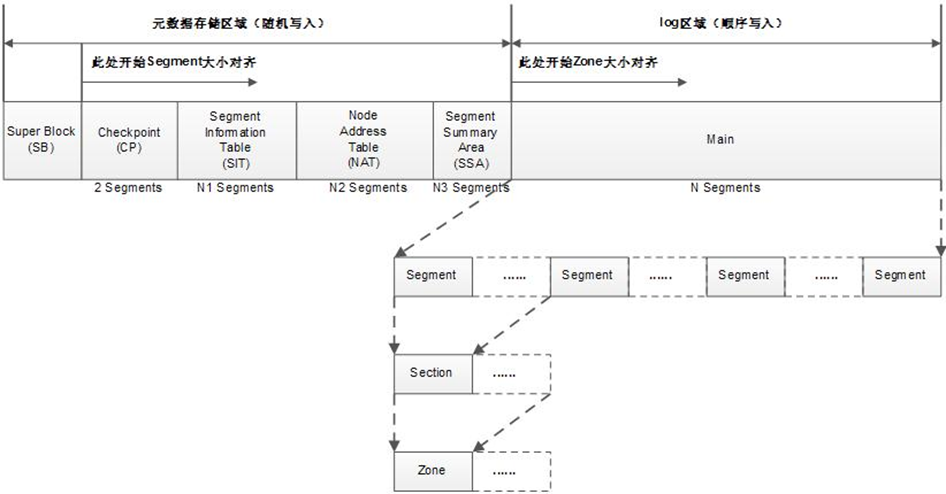 元数据存储区域（随机写入）
log区域（顺序写入）
此处开始Segment大小对齐
此处开始Zone大小对齐
Super Block
(SB)
Checkpoint
(CP)
Segment
Information
Table
(SIT)
Node
Address
Table
(NAT)
Segment
Summary
Area
(SSA)
Main
2 Segments
N1 Segments
N2 Segments
N3 Segments
N Segments
Segment
......
Segment
......
Segment
......
Segment
Section
......
Zone
......